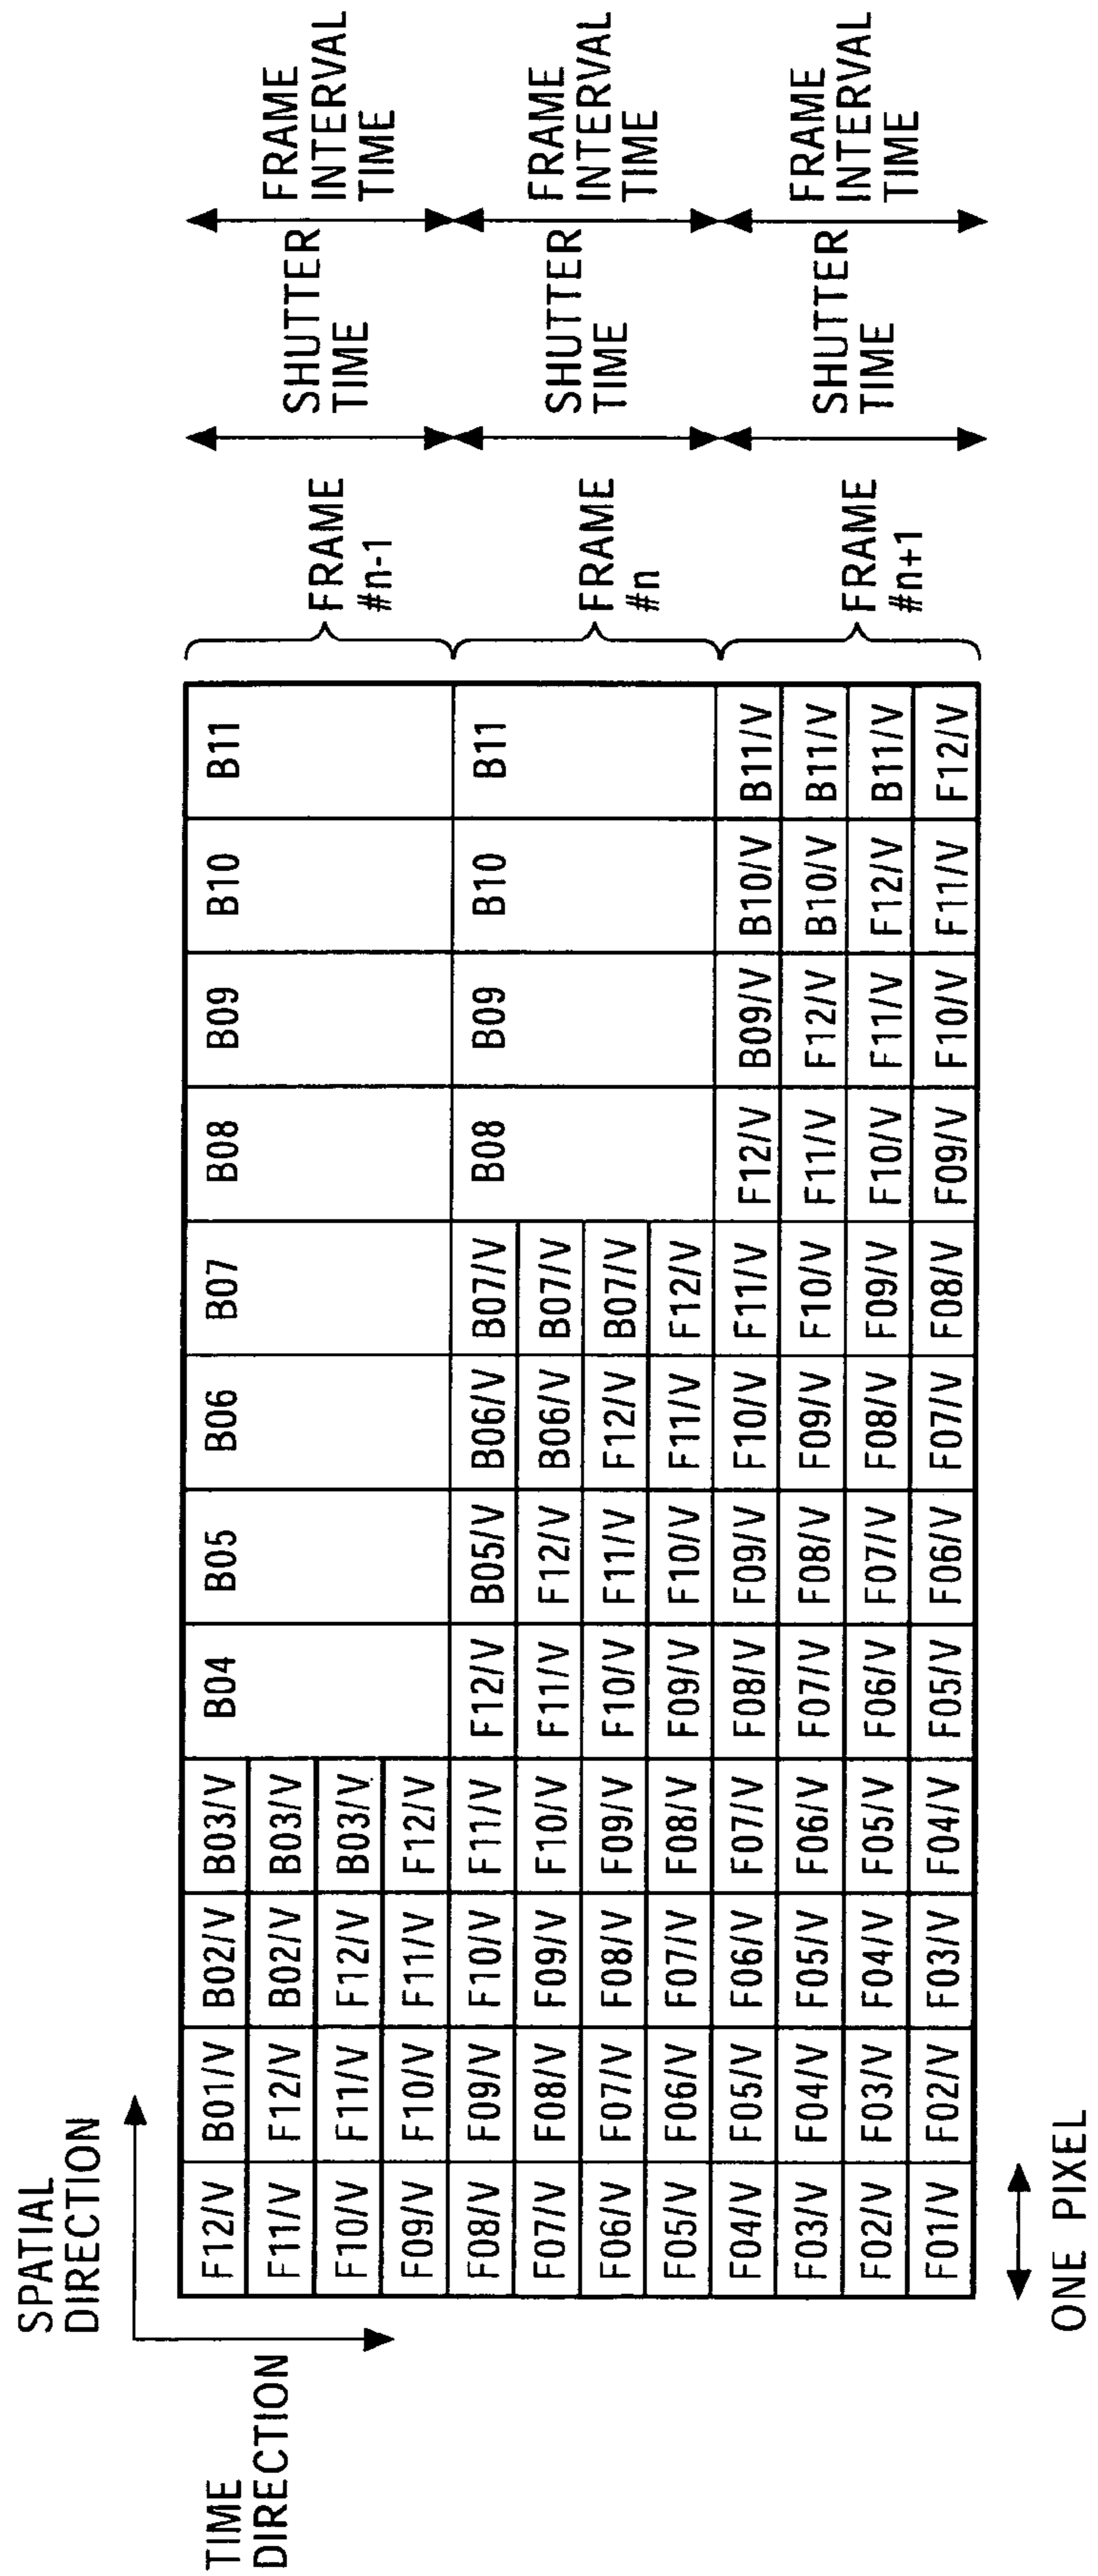 SPATIAL
DIRECTION
TIME
DIRECTION
F12/V B01/V B02/V B03/V B04 B05 B06 B07 B08 B09 B10 B11
F11/V F12/V B02/V B03/V
F10/V F11/V F12/V B03/V
F09/V F10/V F11/V F12/V
F08/V F09/V F10/V F11/V F12/V B05/V B06/V B07/V B08 B09 B10 B11
F07/V F08/V F09/V F10/V F11/V F12/V B06/V B07/V
F06/V F07/V F08/V F09/V F10/V F11/V F12/V B07/V
F05/V F06/V F07/V F08/V F09/V F10/V F11/V F12/V
F04/V F05/V F06/V F07/V F08/V F09/V F10/V F11/V F12/V B09/V B10/V B11/V
F03/V F04/V F05/V F06/V F07/V F08/V F09/V F10/V F11/V F12/V B10/V B11/V
F02/V F03/V F04/V F05/V F06/V F07/V F08/V F09/V F10/V F11/V F12/V B11/V
F01/V F02/V F03/V F04/V F05/V F06/V F07/V F08/V F09/V F10/V F11/V F12/V
FRAME
#n-1
SHUTTER
TIME
FRAME
INTERVAL
TIME
FRAME
#n
SHUTTER
TIME
FRAME
INTERVAL
TIME
FRAME
#n+1
SHUTTER
TIME
FRAME
INTERVAL
TIME
ONE PIXEL